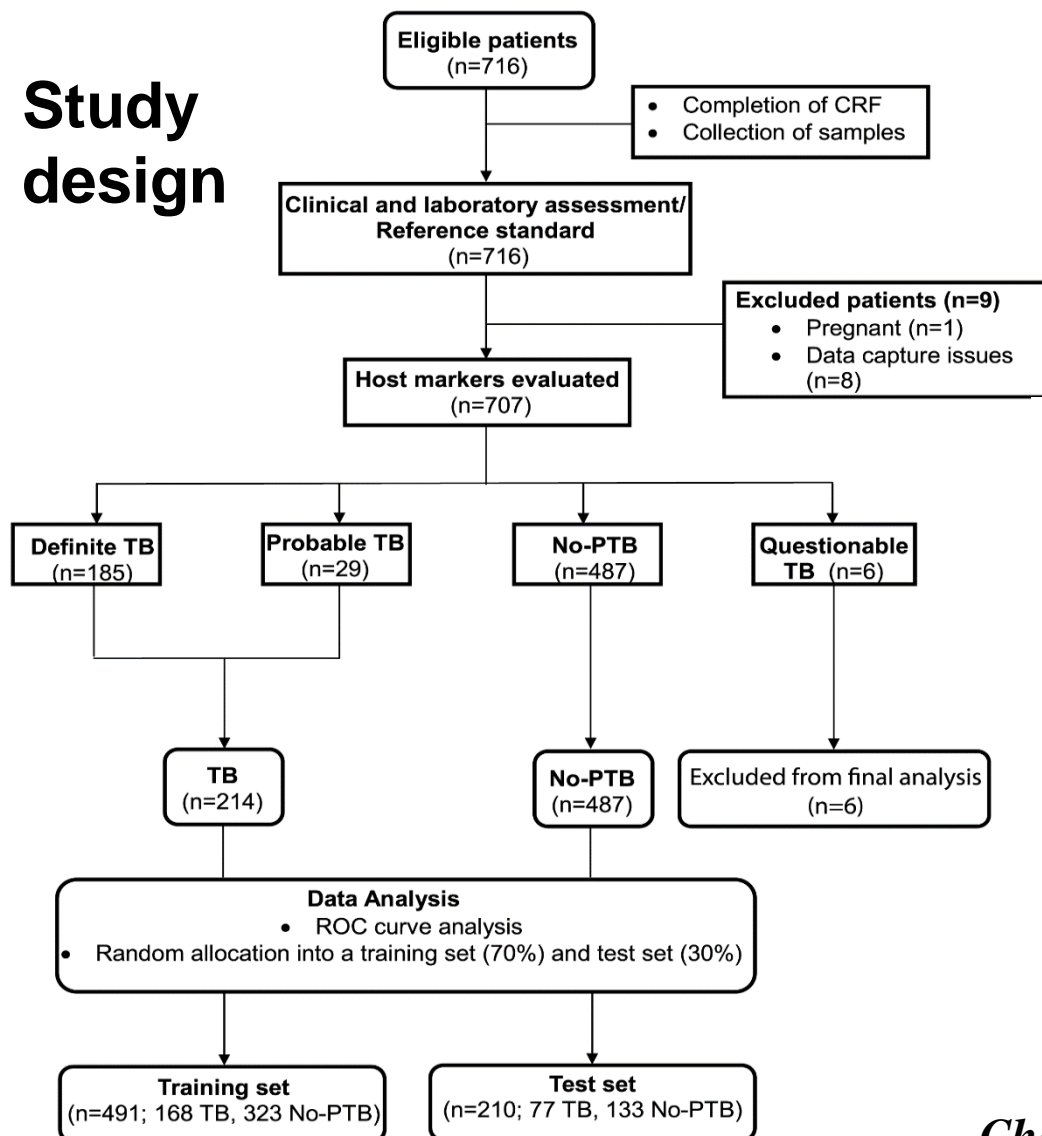 Study
design
Eligible patients
(n=716)
• Completion of CRF
• Collection of samples
Clinical and laboratory assessment/
Reference standard
(n=716)
Excluded patients (n=9)
• Pregnant (n=1)
• Data capture issues
(n=8)
Host markers evaluated
(n=707)
Definite TB
(n=185)
Probable TB
(n=29)
No-PTB
(n=487)
Questionable
TB (n=6)
TB
(n=214)
No-PTB
(n=487)
Excluded from final analysis
(n=6)
Data Analysis
• ROC curve analysis
• Random allocation into a training set (70%) and test set (30%)
Training set
(n=491; 168 TB, 323 No-PTB)
Test set
(n=210; 77 TB, 133 No-PTB)